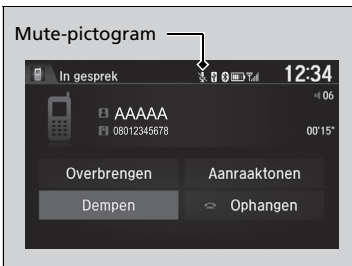 Mute-pictogram
In gesprek
12:34
06
AAAAA
08012345678
00'15"
Overbrengen
Aanraaktonen
Dempen
Ophangen